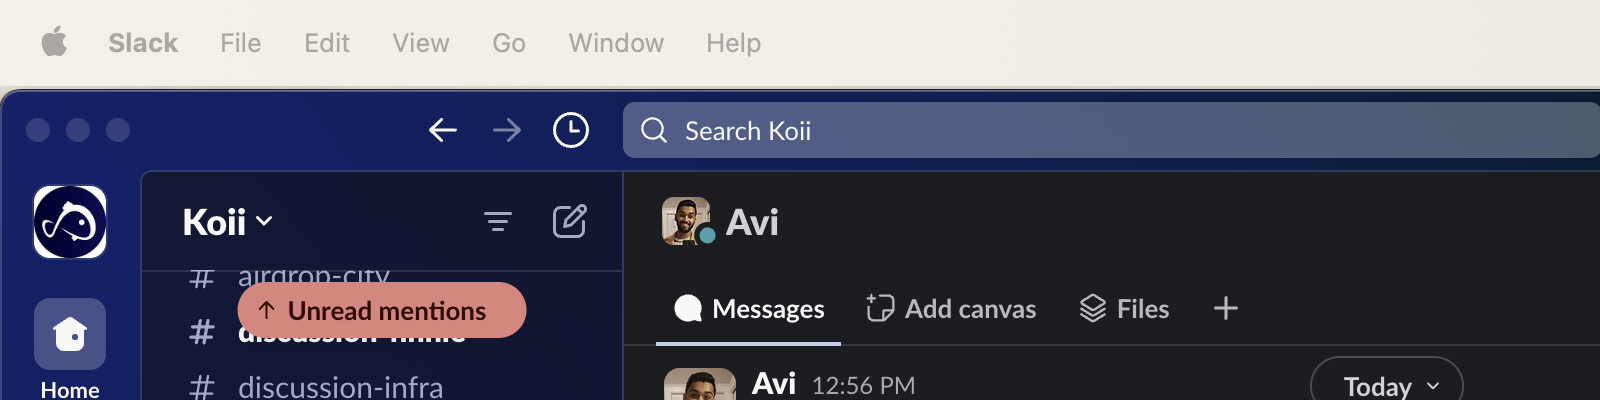 Slack File Edit View Go Window Help
Search Koii
Koii
Avi
airdrop-city
Unread mentions
Messages Add canvas Files
discussion-infra
Home
Avi 12:56 PM
Today